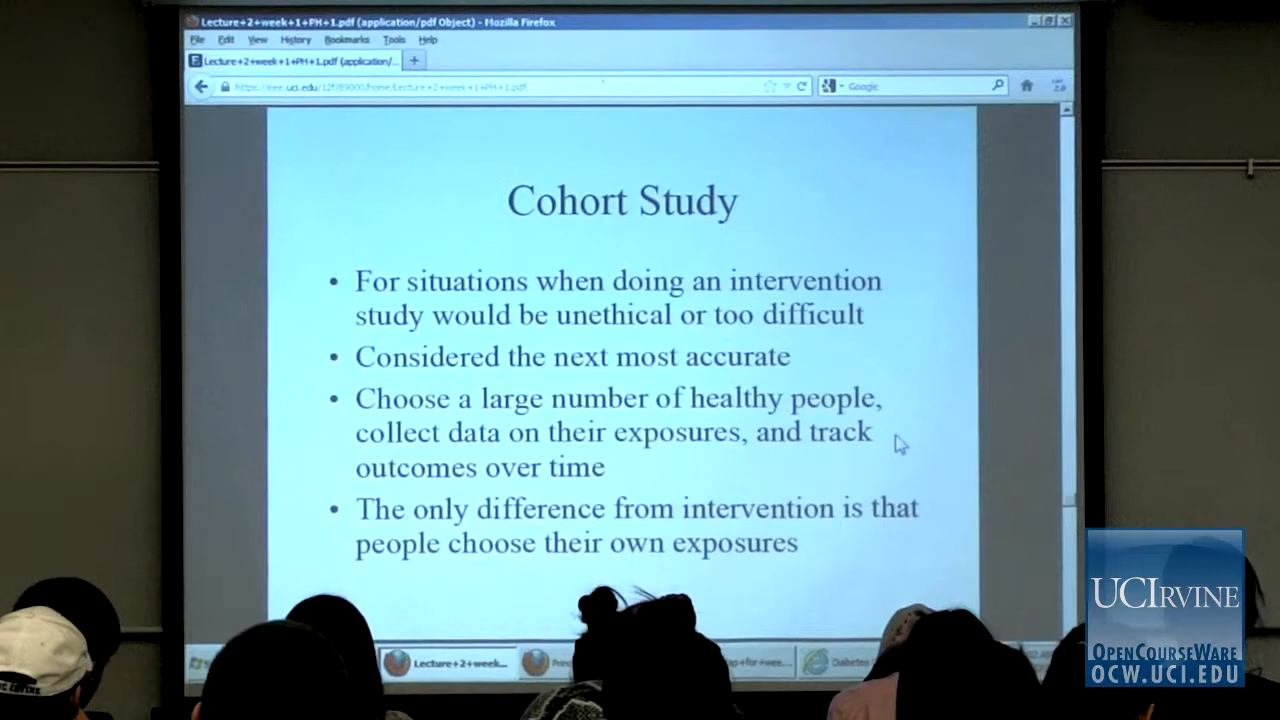 Lecture+2+week+1+PH+1.pdf (application/pdf Object) - Mozilla Firefox
File Edit View History Bookmarks Tools Help
Lecture+2+week+1+PH+1.pdf (application/...
https://eee.uci.edu/12f/89000/home/Lecture+2+week+1+PH+1.pdf
Google
Cohort Study
• For situations when doing an intervention
study would be unethical or too difficult
• Considered the next most accurate
• Choose a large number of healthy people,
collect data on their exposures, and track
outcomes over time
• The only difference from intervention is that
people choose their own exposures
Lecture+2+week...
Diabetes
UCIRVINE
OPENCOURSEWARE
OCW.UCI.EDU